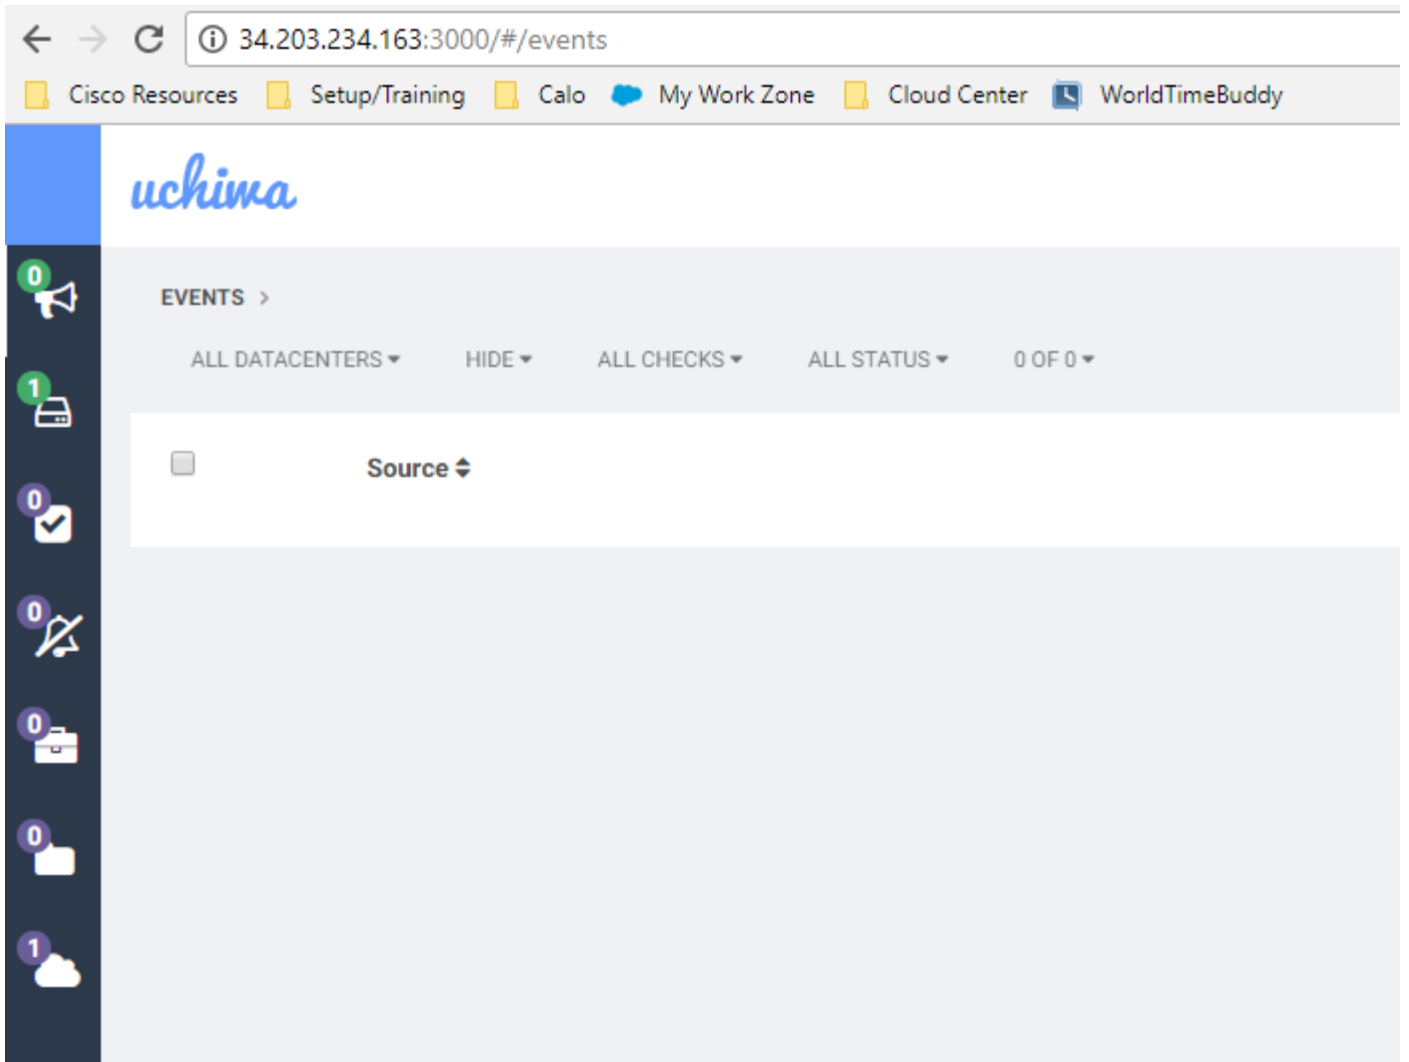 34.203.234.163:3000/#/events
Cisco Resources Setup/Training Calo My Work Zone Cloud Center WorldTimeBuddy
uchiwa
0
EVENTS >
ALL DATACENTERS HIDE ALL CHECKS ALL STATUS 0 OF 0
1
Source
0
0
0
0
1